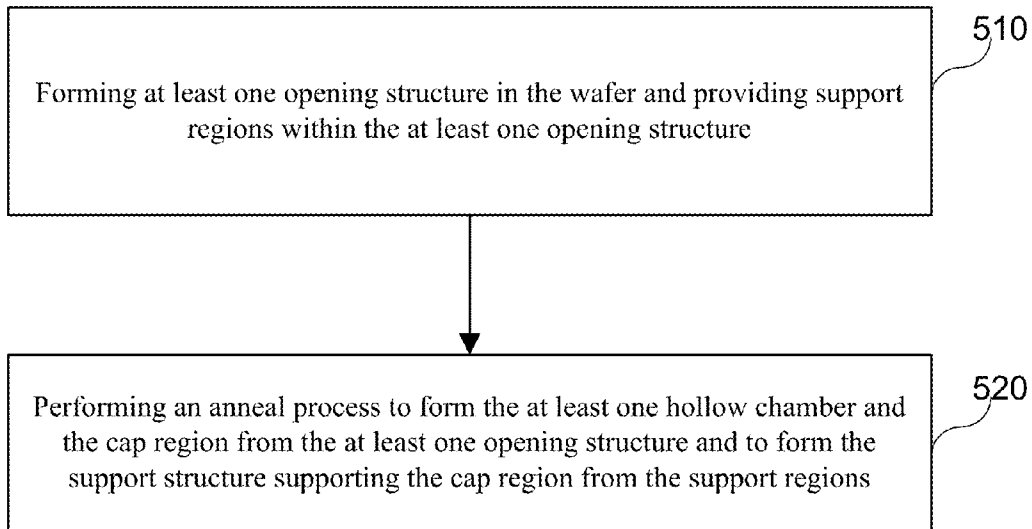 510
Forming at least one opening structure in the wafer and providing support
regions within the at least one opening structure
520
Performing an anneal process to form the at least one hollow chamber and
the cap region from the at least one opening structure and to form the
support structure supporting the cap region from the support regions